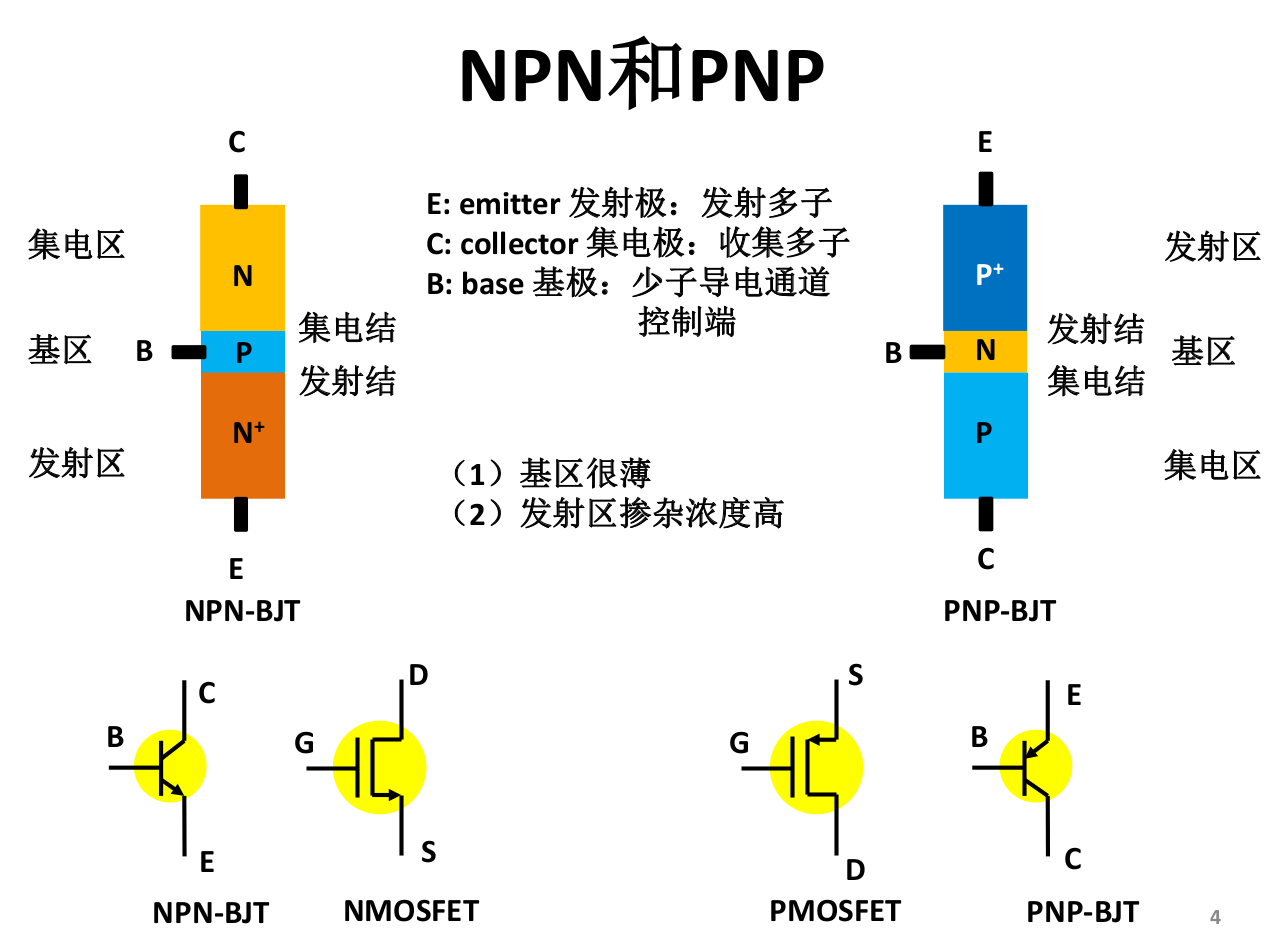 NPN和PNP
C
集电区
N
集电结
基区
B
P
发射结
N+
发射区
E
NPN-BJT
E: emitter 发射极：发射多子
C: collector 集电极：收集多子
B: base 基极：少子导电通道
控制端
（1）基区很薄
（2）发射区掺杂浓度高
E
发射区
P+
发射结
B
N
基区
集电结
P
集电区
C
PNP-BJT
C
B
E
NPN-BJT
D
G
S
NMOSFET
S
G
D
PMOSFET
E
B
C
PNP-BJT
4